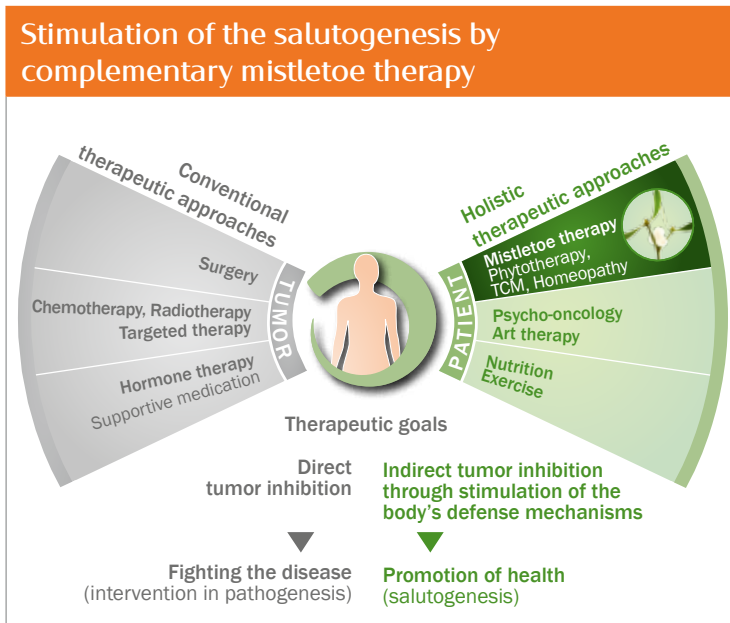 Stimulation of the salutogenesis by
complementary mistletoe therapy
Conventional
therapeutic approaches
Surgery
Chemotherapy, Radiotherapy
Targeted therapy
Hormone therapy
Supportive medication
TUMOR
Holistic
therapeutic approaches
Mistletoe therapy
Phytotherapy,
TCM, Homeopathy
Psycho-oncology
Art therapy
Nutrition
Exercise
PATIENT
Therapeutic goals
Direct
tumor inhibition
Fighting the disease
(intervention in pathogenesis)
Indirect tumor inhibition
through stimulation of the
body's defense mechanisms
Promotion of health
(salutogenesis)